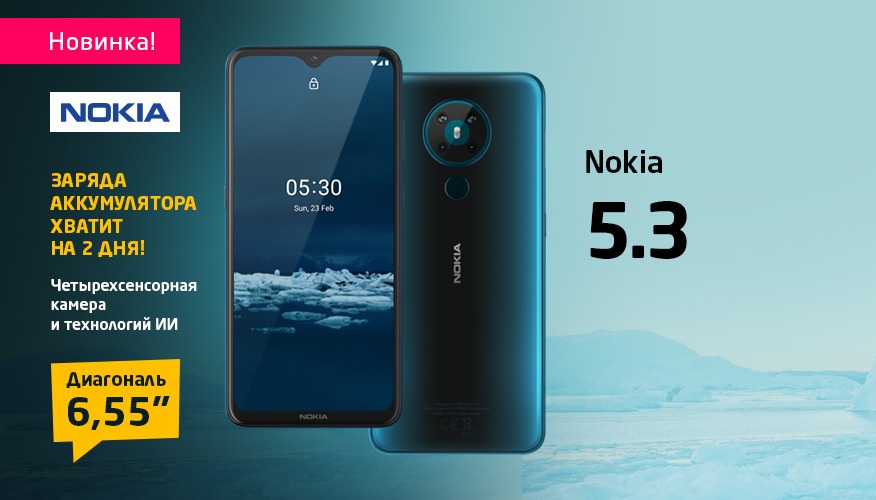 Новинка!
NOKIA
ЗАРЯДА
АККУМУЛЯТОРА
ХВАТИТ
НА 2 ДНЯ!
Четырехсенсорная
камера
и технологий ИИ
Диагональ
6,55”
05:30
Sun, 23 Feb
NOKIA
NOKIA
Nokia
5.3